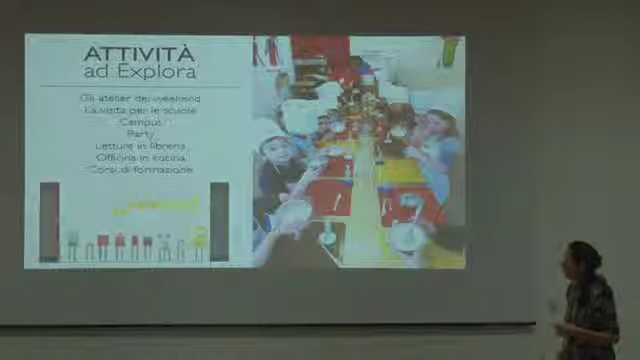 ATTIVITÀ
ad Explora
Gli atelier del weekend
La visita per le scuole
Campus
Party
Letture in libreria
Officina in cucina
Corsi di formazione